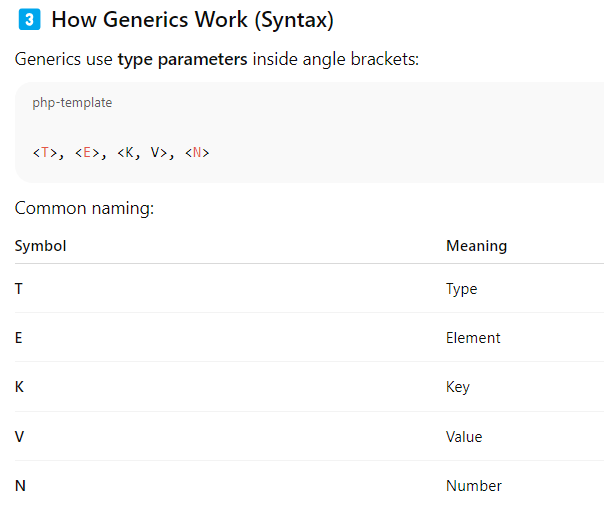 3 How Generics Work (Syntax)
Generics use type parameters inside angle brackets:
php-template
<T>, <E>, <K, V>, <N>
Common naming:
Symbol Meaning
T Type
E Element
K Key
V Value
N Number